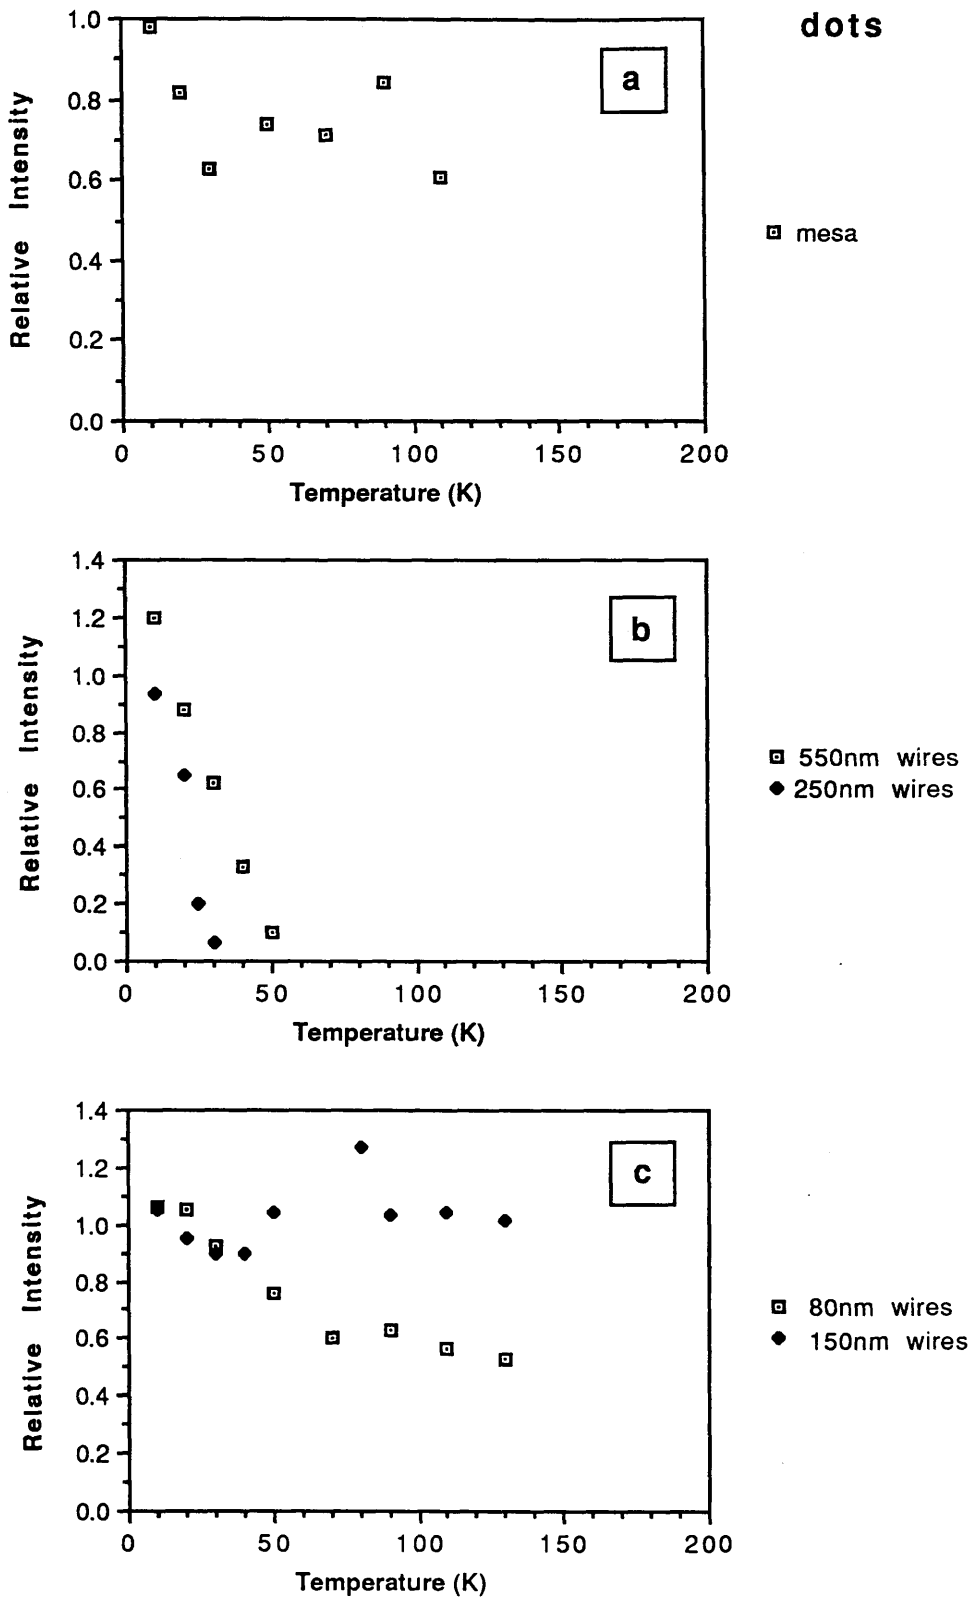 dots
1.0
0.8
0.6
0.4
0.2
0.0
Relative Intensity
a
mesa
0 50 100 150 200
Temperature (K)
1.4
1.2
1.0
0.8
0.6
0.4
0.2
0.0
Relative Intensity
b
550nm wires
250nm wires
0 50 100 150 200
Temperature (K)
1.4
1.2
1.0
0.8
0.6
0.4
0.2
0.0
Relative Intensity
c
80nm wires
150nm wires
0 50 100 150 200
Temperature (K)